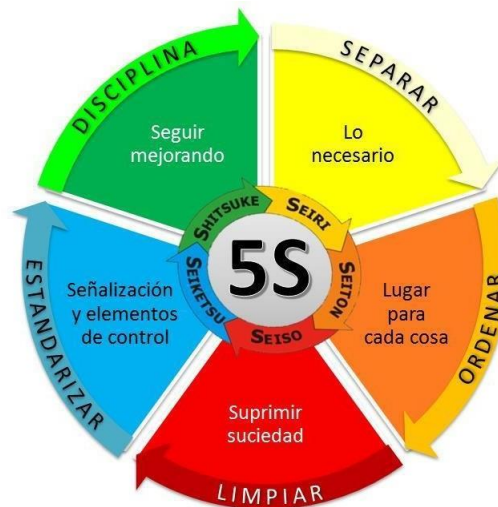 DISCIPLINA
SEPARAR
Seguir
mejorando
Lo
necesario
SHITSUKE
SEIRI
5S
SEIKETSU
SEITON
SEISO
ESTANDARIZAR
Señalización
y elementos
de control
Lugar
para
cada cosa
ORDENAR
Suprimir
suciedad
LIMPIAR